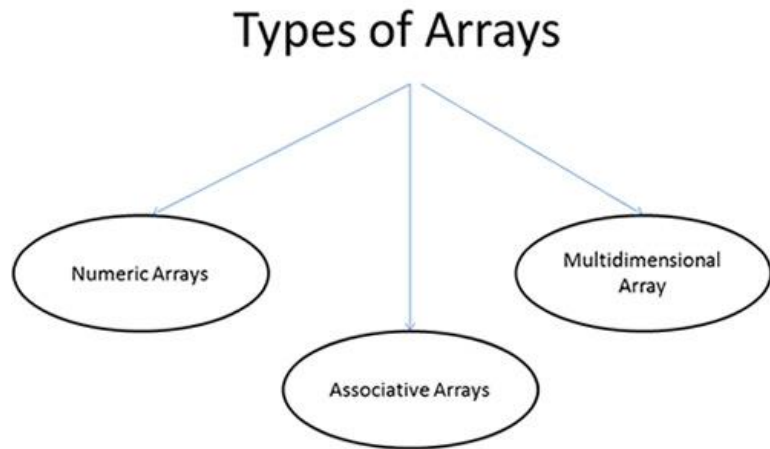 Types of Arrays
Numeric Arrays
Multidimensional
Array
Associative Arrays